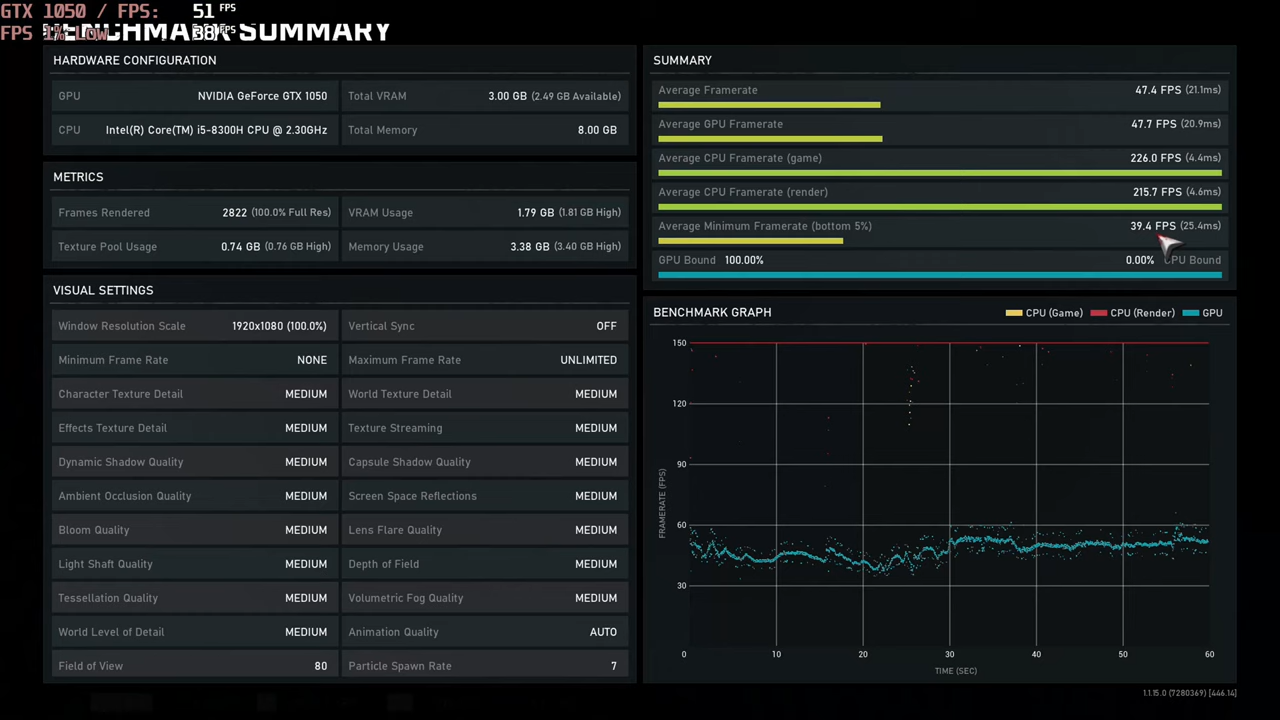 GTX 1050 / FPS: 51 FPS
FPS 1% Low : 38 FPS
BENCHMARK SUMMARY
HARDWARE CONFIGURATION
GPU NVIDIA GeForce GTX 1050 Total VRAM 3.00 GB (2.49 GB Available)
CPU Intel(R) Core(TM) i5-8300H CPU @ 2.30GHz Total Memory 8.00 GB
METRICS
Frames Rendered 2822 (100.0% Full Res) VRAM Usage 1.79 GB (1.81 GB High)
Texture Pool Usage 0.74 GB (0.76 GB High) Memory Usage 3.38 GB (3.40 GB High)
VISUAL SETTINGS
Window Resolution Scale 1920x1080 (100.0%) Vertical Sync OFF
Minimum Frame Rate NONE Maximum Frame Rate UNLIMITED
Character Texture Detail MEDIUM World Texture Detail MEDIUM
Effects Texture Detail MEDIUM Texture Streaming MEDIUM
Dynamic Shadow Quality MEDIUM Capsule Shadow Quality MEDIUM
Ambient Occlusion Quality MEDIUM Screen Space Reflections MEDIUM
Bloom Quality MEDIUM Lens Flare Quality MEDIUM
Light Shaft Quality MEDIUM Depth of Field MEDIUM
Tessellation Quality MEDIUM Volumetric Fog Quality MEDIUM
World Level of Detail MEDIUM Animation Quality AUTO
Field of View 80 Particle Spawn Rate 7
SUMMARY
Average Framerate 47.4 FPS (21.1ms)
Average GPU Framerate 47.7 FPS (20.9ms)
Average CPU Framerate (game) 226.0 FPS (4.4ms)
Average CPU Framerate (render) 215.7 FPS (4.6ms)
Average Minimum Framerate (bottom 5%) 39.4 FPS (25.4ms)
GPU Bound 100.00% 0.00% CPU Bound
BENCHMARK GRAPH CPU (Game) CPU (Render) GPU
150
120
90
60
30
FRAMERATE (FPS)
0 10 20 30 40 50 60
TIME (SEC)
1.1.15.0 (7280369) [446.14]